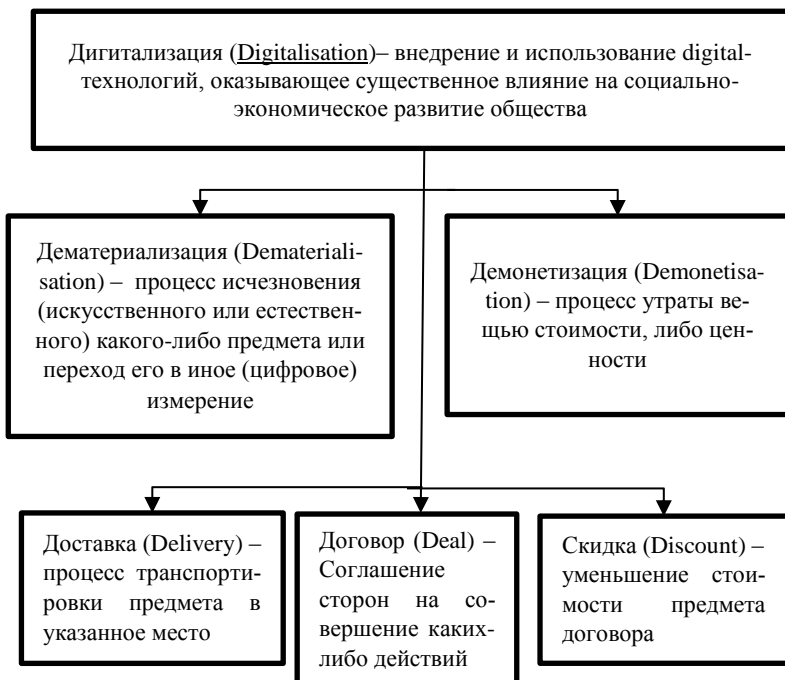 Дигитализация (Digitalisation)– внедрение и использование digital-
технологий, оказывающее существенное влияние на социально-
экономическое развитие общества
Дематериализация (Demateriali-
sation) – процесс исчезновения
(искусственного или естествен-
ного) какого-либо предмета или
переход его в иное (цифровое)
измерение
Демонетизация (Demonetisa-
tion) – процесс утраты ве-
щью стоимости, либо цен-
ности
Доставка (Delivery) –
процесс транспорти-
ровки предмета в
указанное место
Договор (Deal) –
Соглашение
сторон на со-
вершение каких-
либо действий
Скидка (Discount) –
уменьшение стои-
мости предмета
договора